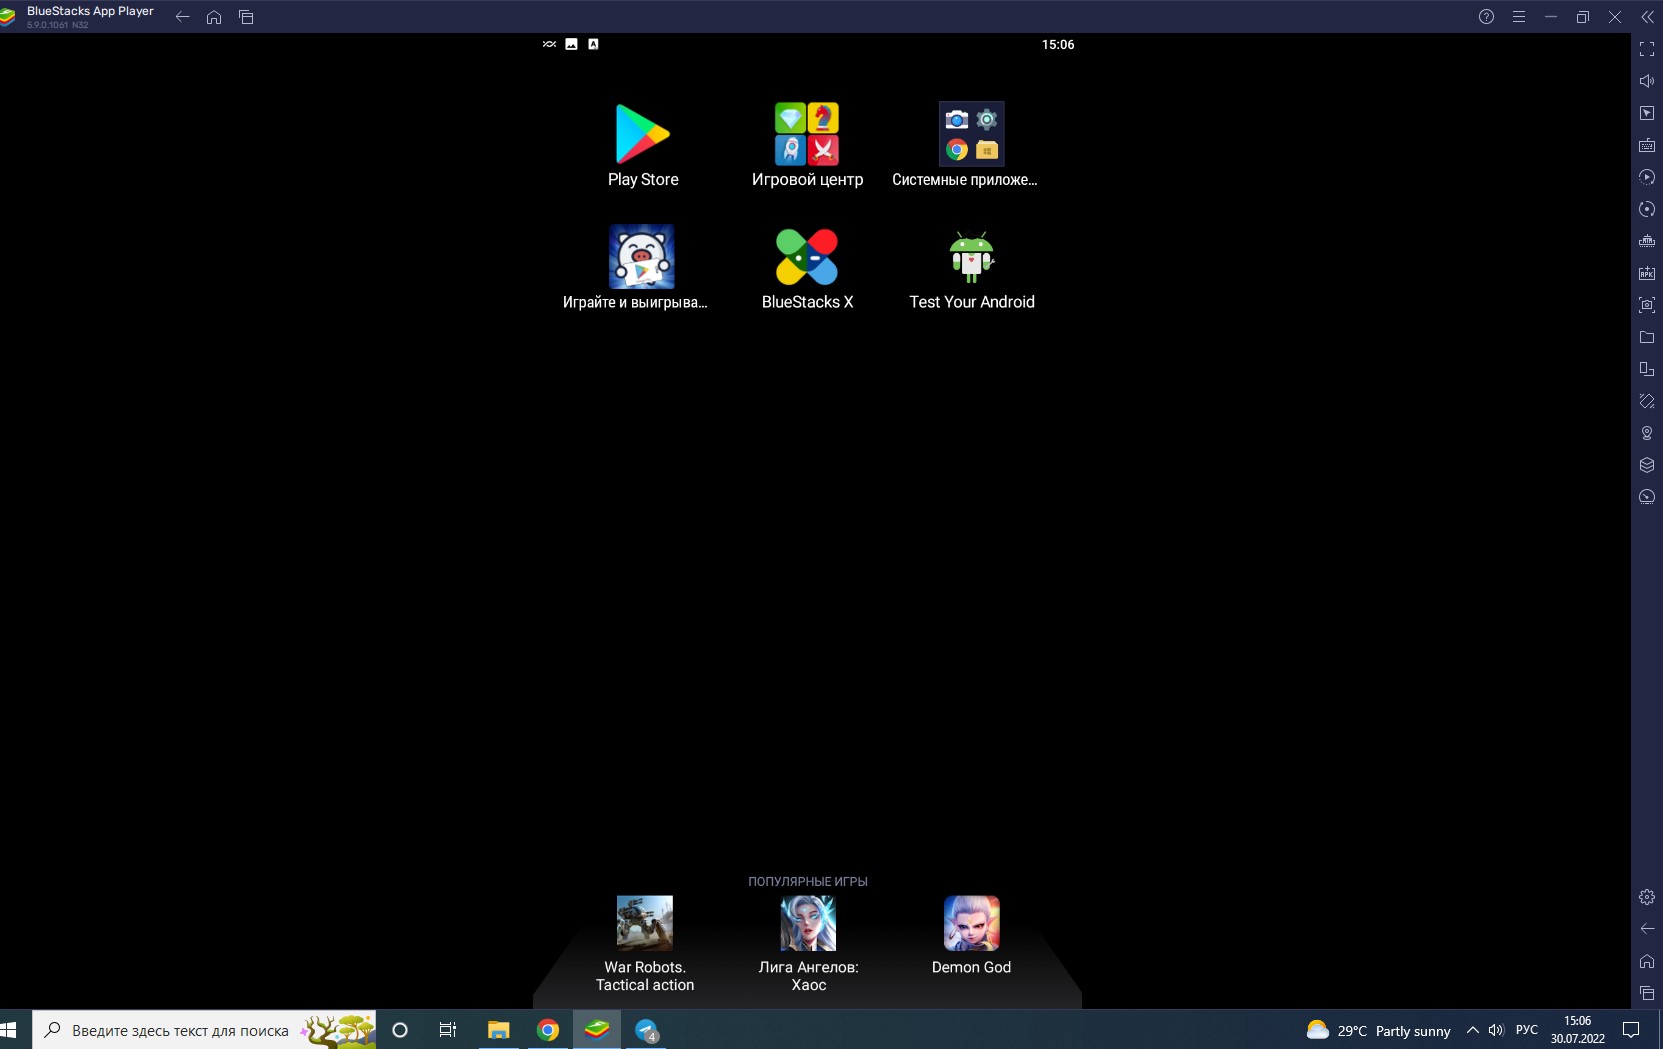 BlueStacks App Player
5.9.0.1061 N32
15:06
Play Store
Игровой центр
Системные приложе...
Играйте и выигрыва...
BlueStacks X
Test Your Android
ПОПУЛЯРНЫЕ ИГРЫ
War Robots.
Tactical action
Лига Ангелов:
Хаос
Demon God
Введите здесь текст для поиска
4
29°C Partly sunny
РУС
15:06
30.07.2022
APK